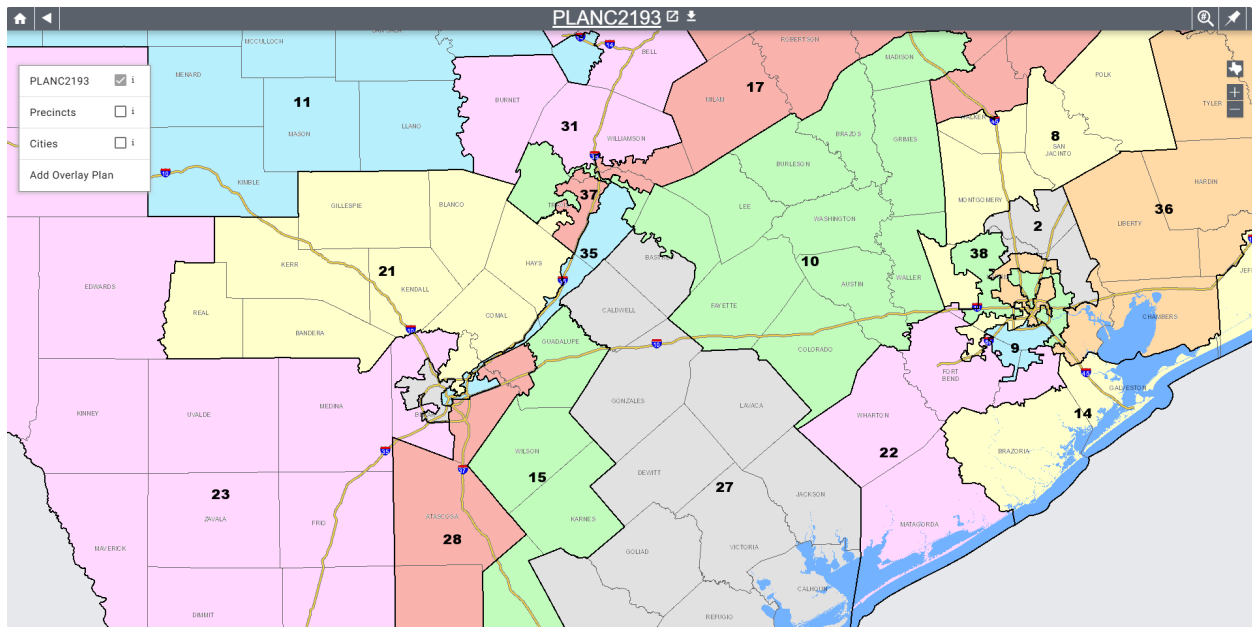 PLANC2193
MCCULLOCH
BELL
ROBERTSON
MADISON
PLANC2193
Precincts
Cities
Add Overlay Plan
MENARD
11
MASON
LLANO
KIMBLE
BURNET
31
WILLIAMSON
MILAM
17
BRAZOS
GRIMES
BURLESON
POLK
TYLER
8
SAN
JACINTO
HARDIN
WALKER
MONTGOMERY
LIBERTY
36
2
38
GILLESPIE
BLANCO
37
LEE
WASHINGTON
KERR
21
KENDALL
HAYS
35
10
AUSTIN
WALLER
EDWARDS
REAL
BANDERA
COMAL
CALDWELL
FAYETTE
CHAMBERS
GUADALUPE
COLORADO
9
FORT
BEND
KINNEY
UVALDE
MEDINA
GONZALES
LAVACA
WHARTON
GALVESTON
14
WILSON
15
DEWITT
27
JACKSON
22
BRAZORIA
23
ZAVALA
FRIO
ATASCOSA
28
KARNES
MATAGORDA
MAVERICK
GOLIAD
VICTORIA
CALHOUN
DIMMIT
REFUGIO